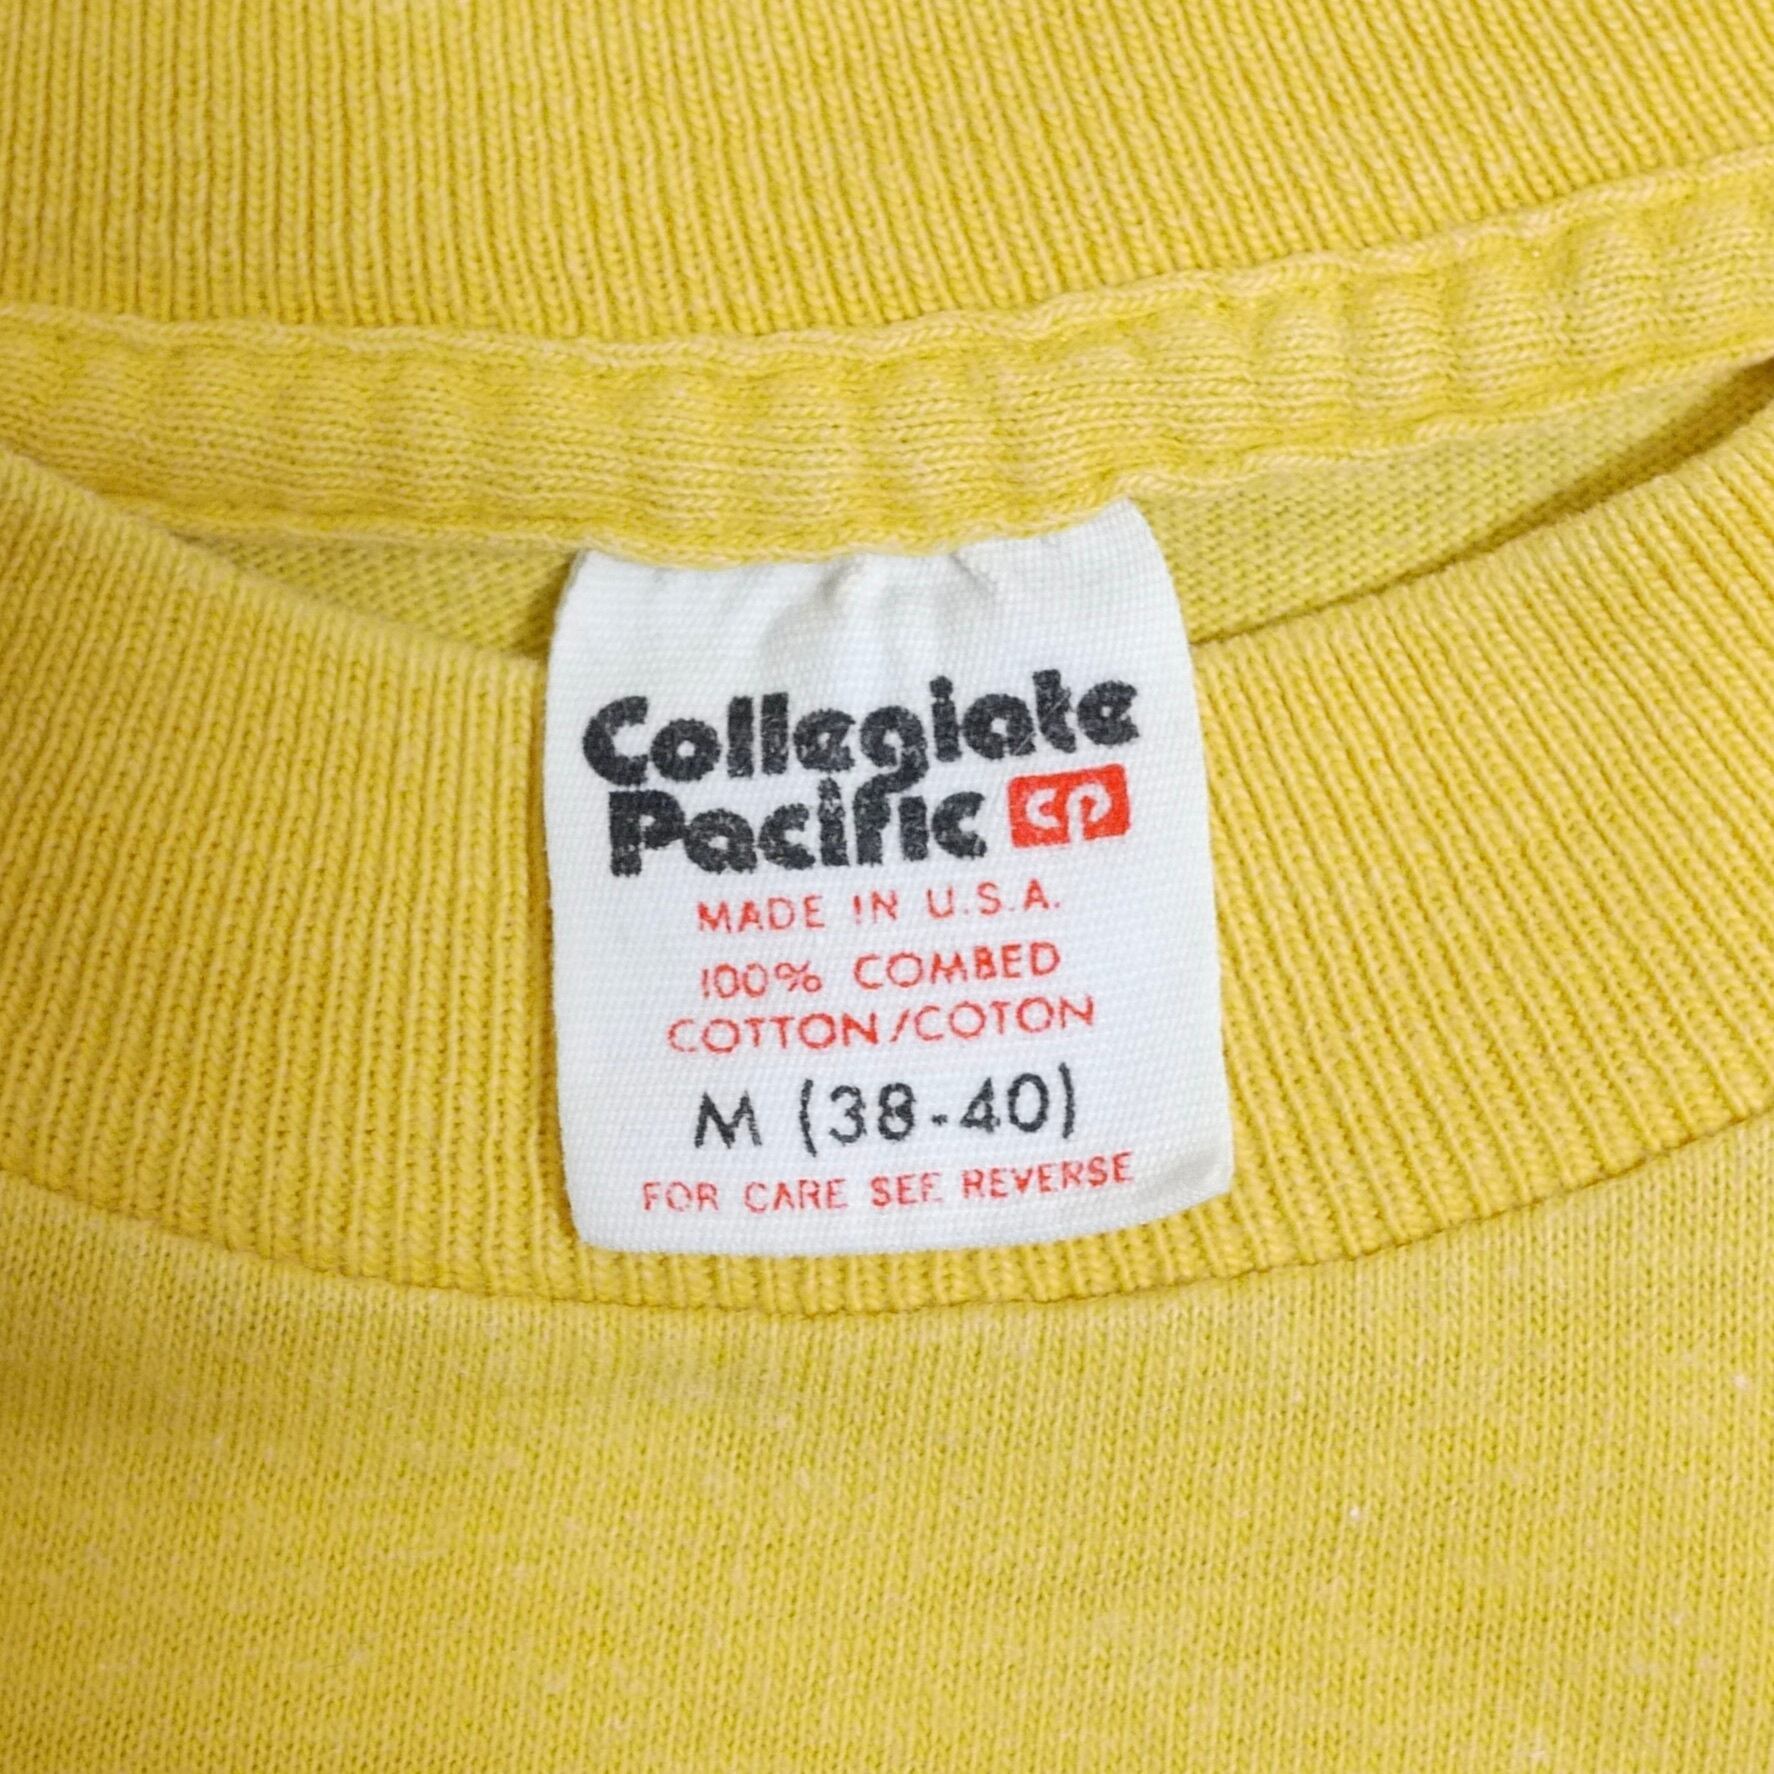 Collegiate
Pacific CP
MADE IN U.S.A.
100% COMBED
COTTON/COTON
M (38-40)
FOR CARE SEE REVERSE